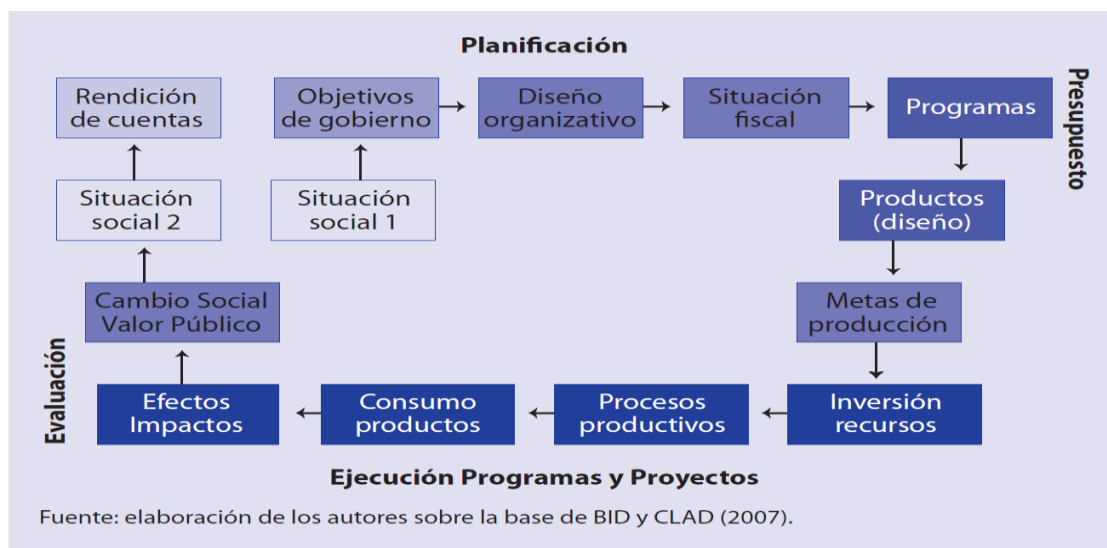 Planificación
Rendición
de cuentas
Objetivos
de gobierno
Diseño
organizativo
Situación
fiscal
Programas
Presupuesto
Situación
social 2
Situación
social 1
Productos
(diseño)
Cambio Social
Valor Público
Metas de
producción
Evaluación
Efectos
Impactos
Consumo
productos
Procesos
productivos
Inversión
recursos
Ejecución Programas y Proyectos
Fuente: elaboración de los autores sobre la base de BID y CLAD (2007).